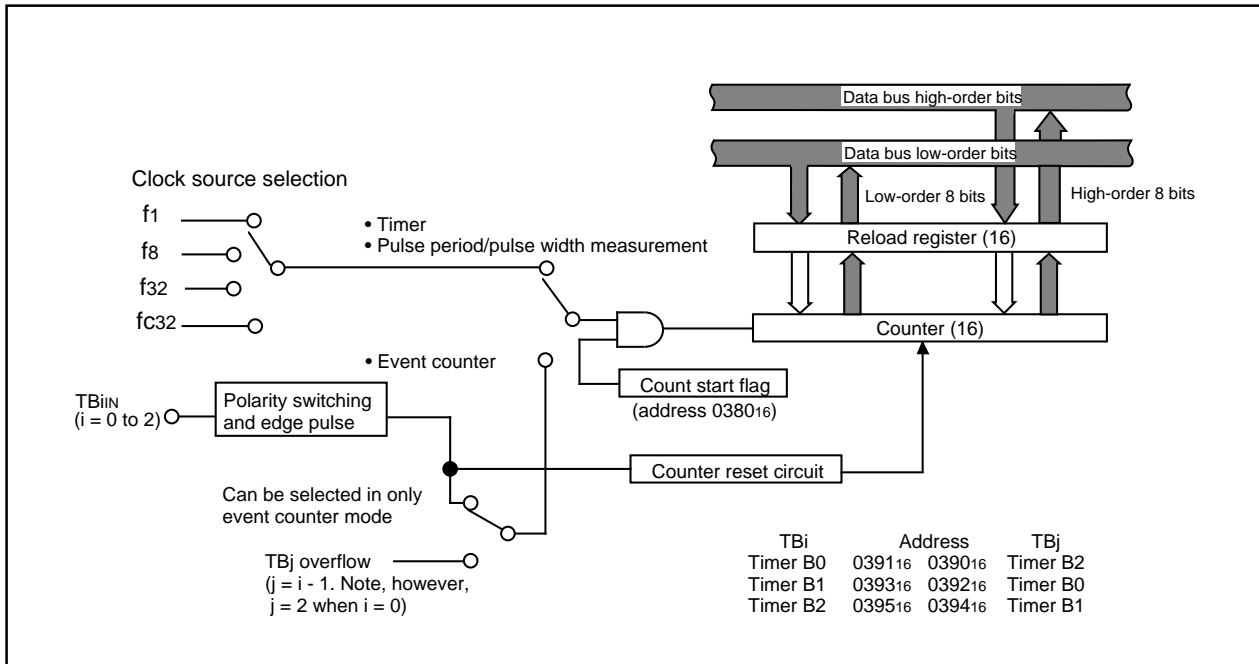 Data bus high-order bits
Data bus low-order bits
Low-order 8 bits
High-order 8 bits
Reload register (16)
Counter (16)
Clock source selection
f1
f8
f32
fC32
• Timer
• Pulse period/pulse width measurement
• Event counter
Count start flag
(address 038016)
TBiIN
(i = 0 to 2)
Polarity switching
and edge pulse
Counter reset circuit
Can be selected in only
event counter mode
TBj overflow
(j = i - 1. Note, however,
j = 2 when i = 0)
TBi Address TBj
Timer B0 039116 039016 Timer B2
Timer B1 039316 039216 Timer B0
Timer B2 039516 039416 Timer B1